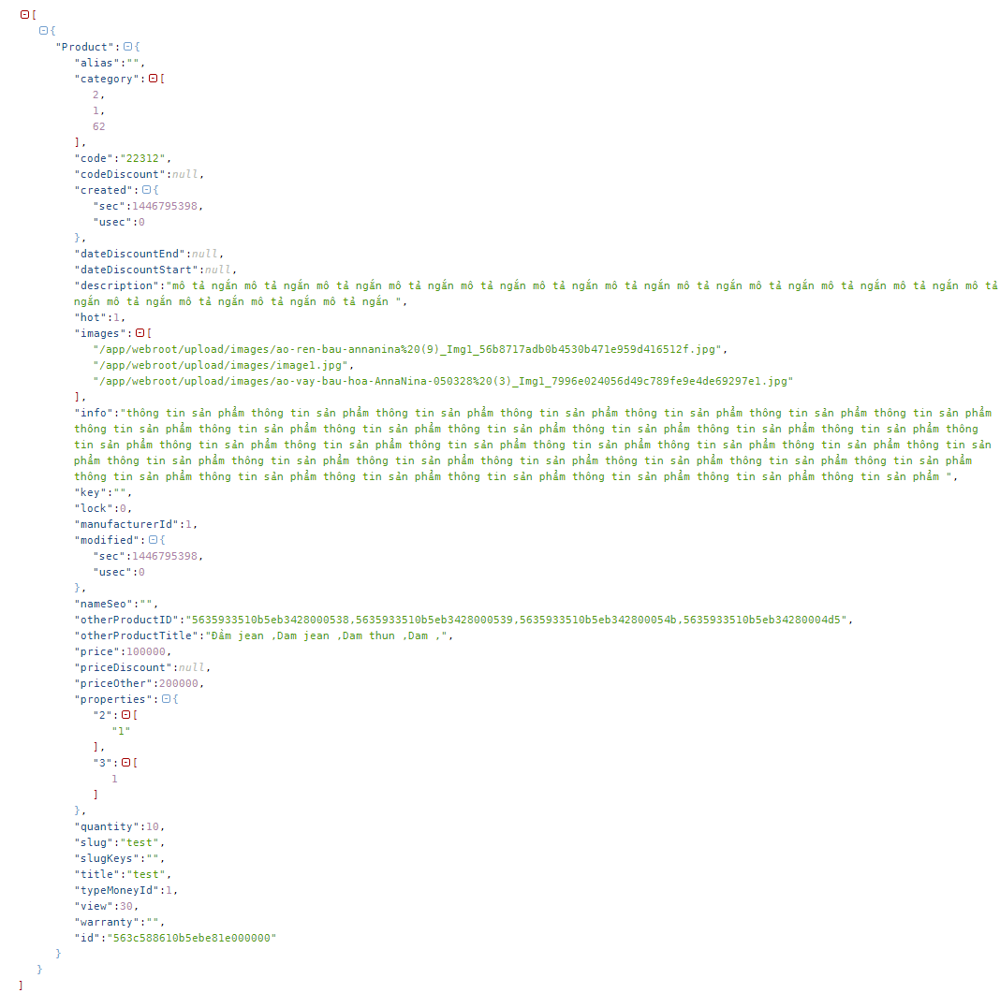 [
{
"Product":{
"alias":"",
"category":[
2,
1,
62
],
"code":"22312",
"codeDiscount":null,
"created":{
"sec":1446795398,
"usec":0
},
"dateDiscountEnd":null,
"dateDiscountStart":null,
"description":"mô tả ngắn mô tả ngắn mô tả ngắn mô tả ngắn mô tả ngắn mô tả ngắn mô tả ngắn mô tả ngắn mô tả ngắn mô tả ngắn mô tả ngắn mô tả
ngắn mô tả ngắn mô tả ngắn mô tả ngắn mô tả ngắn ",
"hot":1,
"images":[
"/app/webroot/upload/images/ao-ren-bau-annanina%20(9)_Img1_56b8717adb0b4530b471e959d416512f.jpg",
"/app/webroot/upload/images/image1.jpg",
"/app/webroot/upload/images/ao-vay-bau-hoa-AnnaNina-050328%20(3)_Img1_7996e024056d49c789fe9e4de69297e1.jpg"
],
"info":"thông tin sản phẩm thông tin sản phẩm thông tin sản phẩm thông tin sản phẩm thông tin sản phẩm thông tin sản phẩm thông tin sản phẩm
thông tin sản phẩm thông tin sản phẩm thông tin sản phẩm thông tin sản phẩm thông tin sản phẩm thông tin sản phẩm thông tin sản phẩm thông
tin sản phẩm thông tin sản phẩm thông tin sản phẩm thông tin sản phẩm thông tin sản phẩm thông tin sản phẩm thông tin sản phẩm thông tin sản
phẩm thông tin sản phẩm thông tin sản phẩm thông tin sản phẩm thông tin sản phẩm thông tin sản phẩm thông tin sản phẩm thông tin sản phẩm
thông tin sản phẩm thông tin sản phẩm thông tin sản phẩm thông tin sản phẩm thông tin sản phẩm thông tin sản phẩm thông tin sản phẩm ",
"key":"",
"lock":0,
"manufacturerId":1,
"modified":{
"sec":1446795398,
"usec":0
},
"nameSeo":"",
"otherProductID":"5635933510b5eb3428000538,5635933510b5eb3428000539,5635933510b5eb342800054b,5635933510b5eb34280004d5",
"otherProductTitle":"Đầm jean ,Dam jean ,Dam thun ,Dam ,",
"price":100000,
"priceDiscount":null,
"priceOther":200000,
"properties":{
"2":[
"1"
],
"3":[
1
]
},
"quantity":10,
"slug":"test",
"slugKeys":"",
"title":"test",
"typeMoneyId":1,
"view":30,
"warranty":"",
"id":"563c588610b5ebe81e000000"
}
}
]